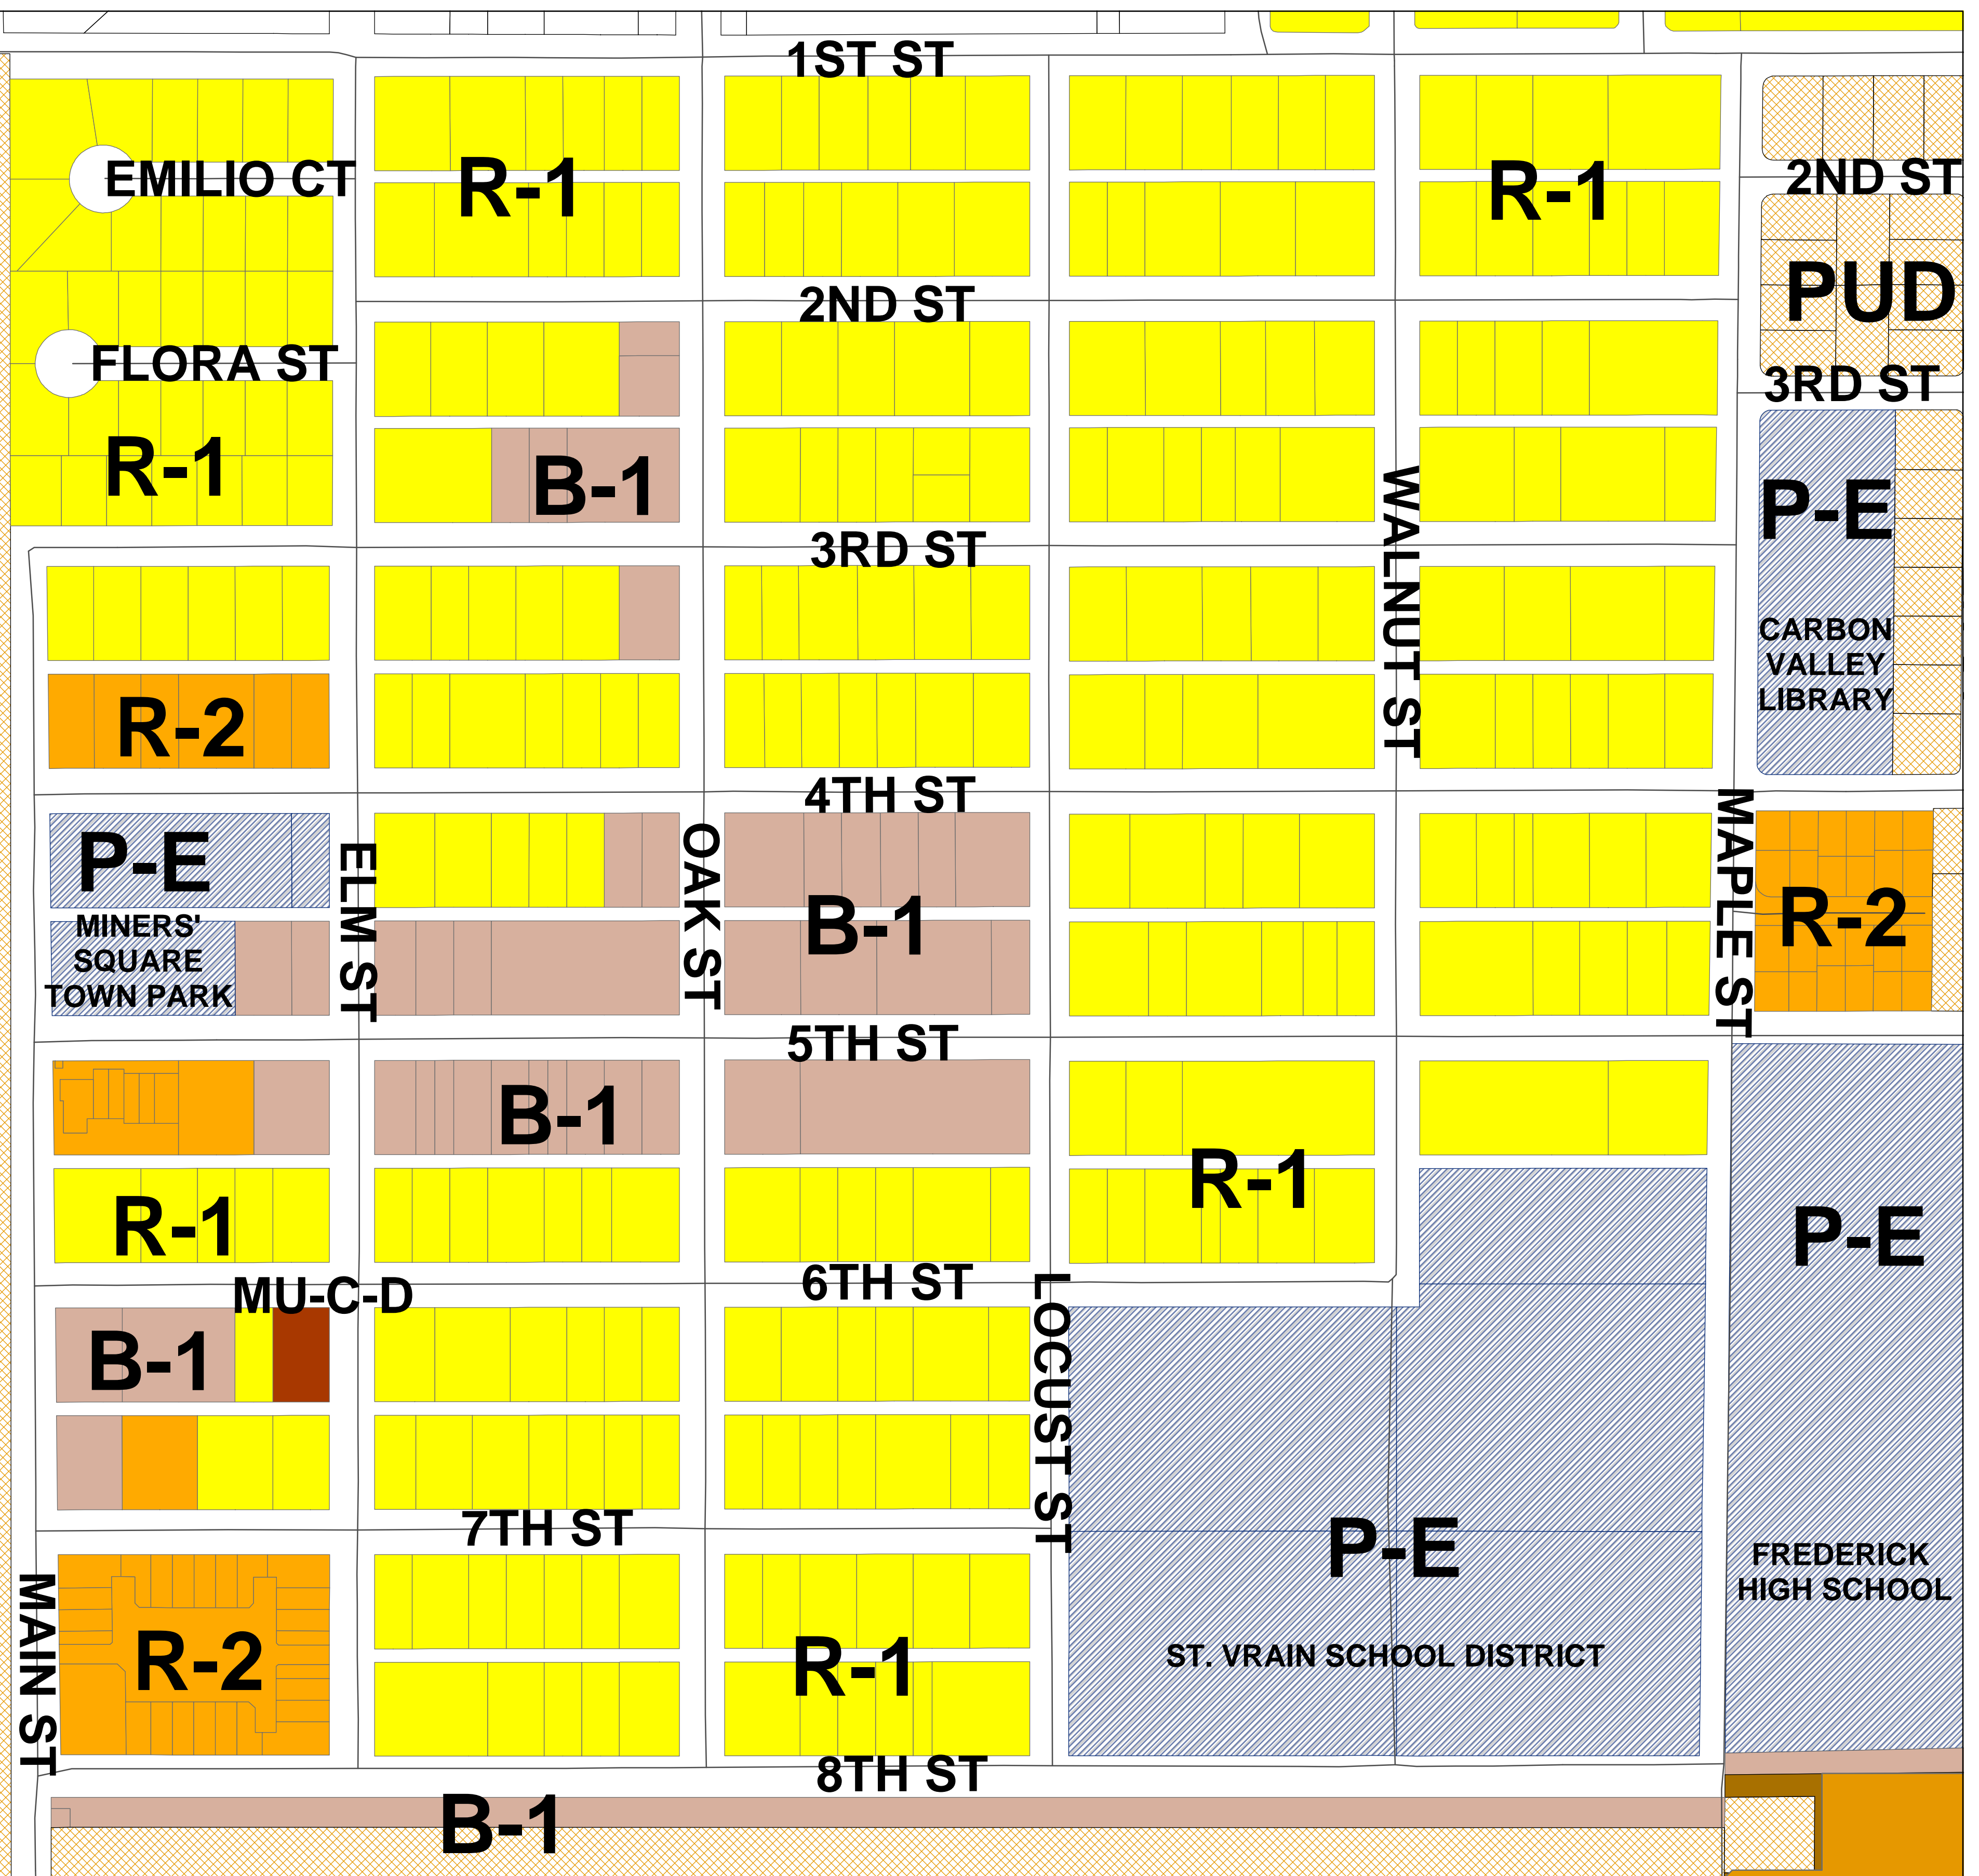 1ST ST
EMILIO CT
R-1
R-1
2ND ST
PUD
2ND ST
FLORA ST
3RD ST
R-1
B-1
WALNUT ST
P-E
3RD ST
CARBON
VALLEY
LIBRARY
R-2
4TH ST
P-E
ELM ST
OAK ST
MAPLE ST
B-1
R-2
MINERS'
SQUARE
TOWN PARK
5TH ST
B-1
R-1
R-1
P-E
MU-C-D
6TH ST
LOCUST ST
B-1
7TH ST
P-E
FREDERICK
HIGH SCHOOL
MAIN ST
R-2
R-1
ST. VRAIN SCHOOL DISTRICT
8TH ST
B-1